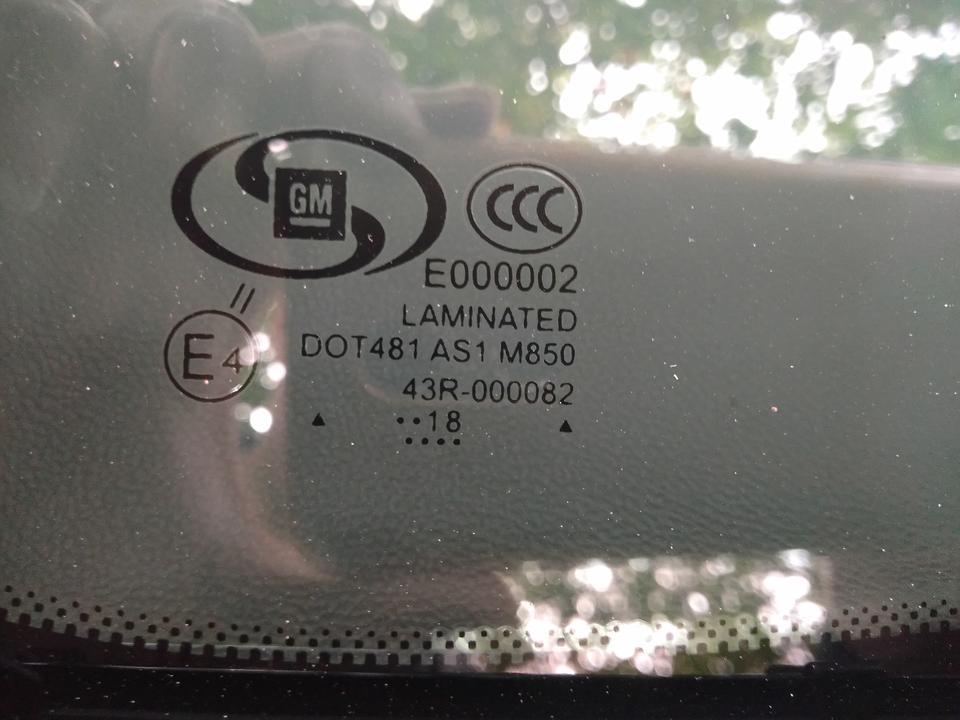 GM
CCC
E000002
//
LAMINATED
E4
DOT481 AS1 M850
43R-000082
▲ ••18 ▲
••••